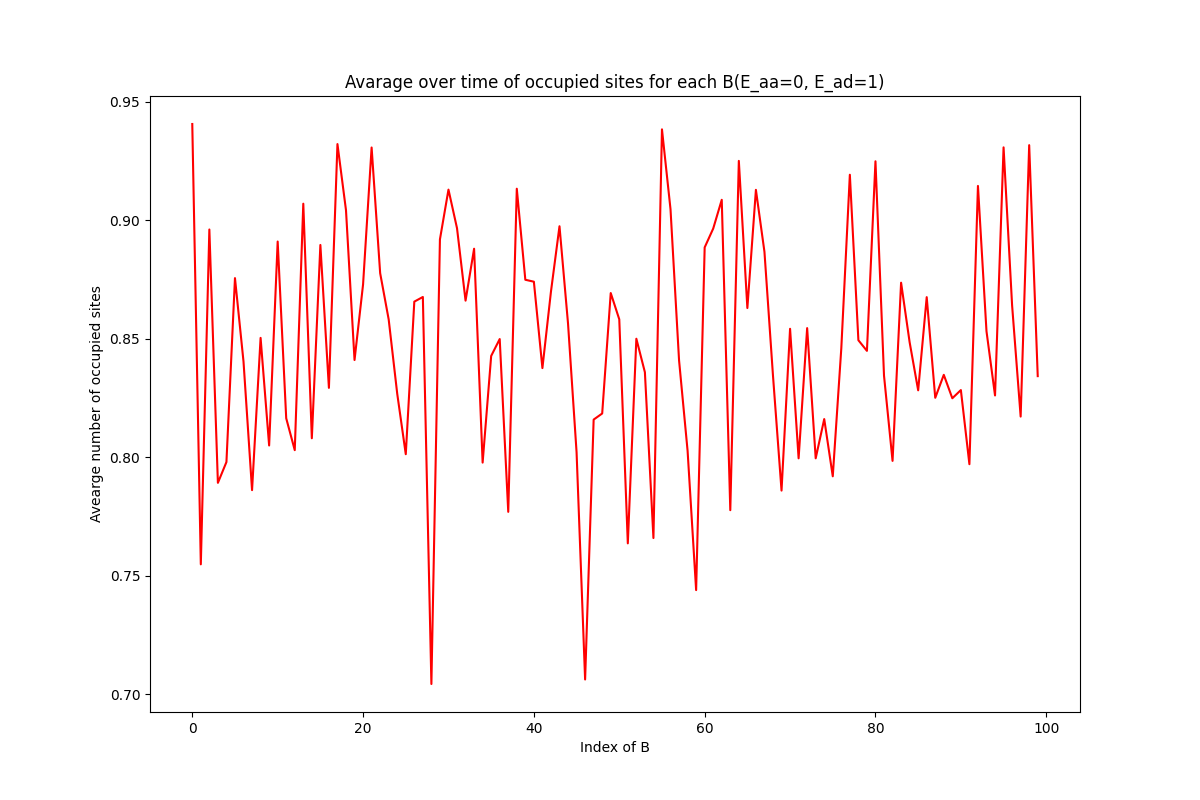 Avarage over time of occupied sites for each B(E_aa=0, E_ad=1)
0.95
0.90
0.85
0.80
0.75
0.70
Avearge number of occupied sites
0 20 40 60 80 100
Index of B